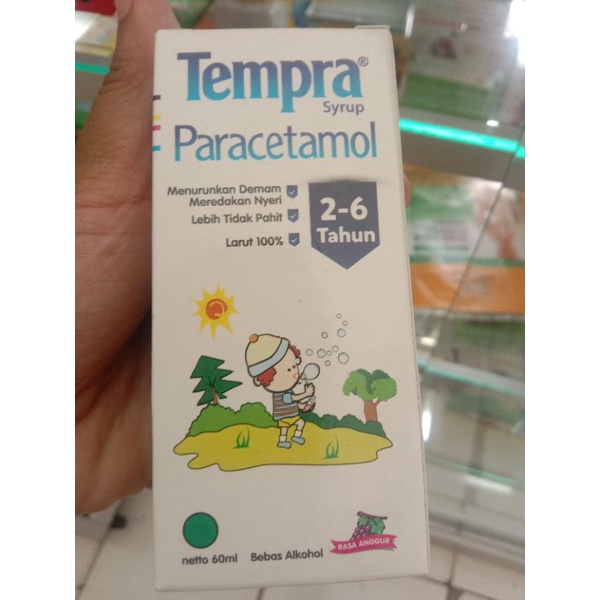 Tempra®
Syrup
Paracetamol
Menurunkan Demam
Meredakan Nyeri
Lebih Tidak Pahit
Larut 100%
2-6
Tahun
netto 60ml
Bebas Alkohol
RASA ANGGUR